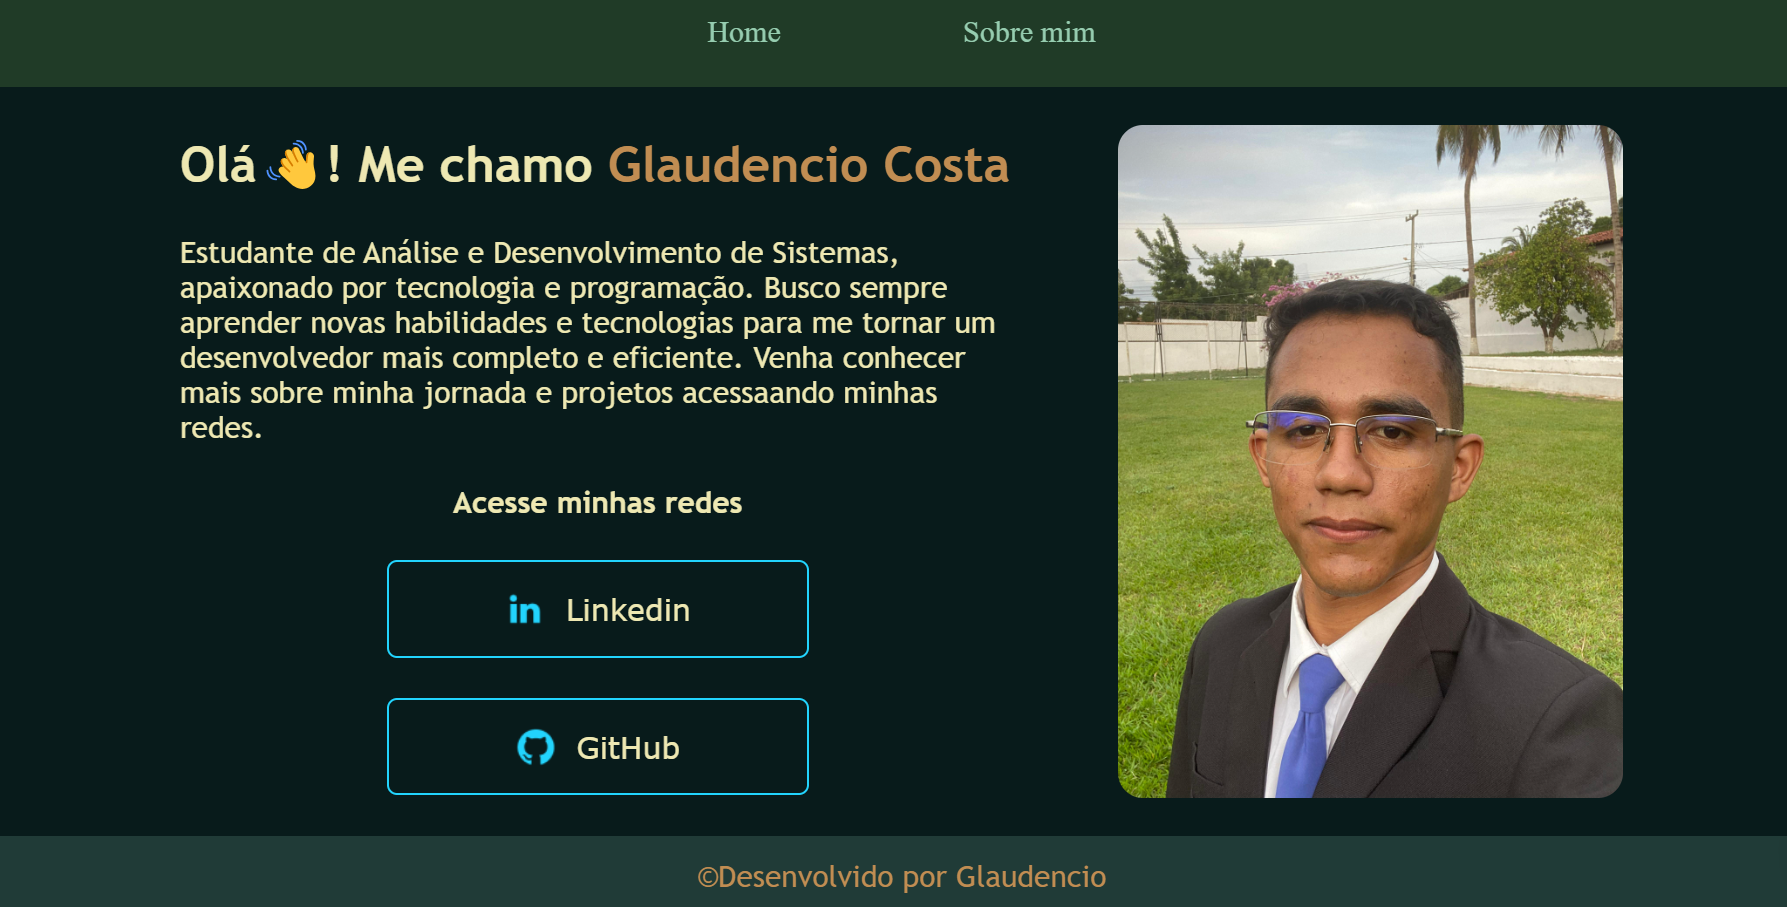 Home Sobre mim
Olá👋! Me chamo Glaudencio Costa
Estudante de Análise e Desenvolvimento de Sistemas,
apaixonado por tecnologia e programação. Busco sempre
aprender novas habilidades e tecnologias para me tornar um
desenvolvedor mais completo e eficiente. Venha conhecer
mais sobre minha jornada e projetos acessaando minhas
redes.
Acesse minhas redes
in Linkedin
GitHub
©Desenvolvido por Glaudencio